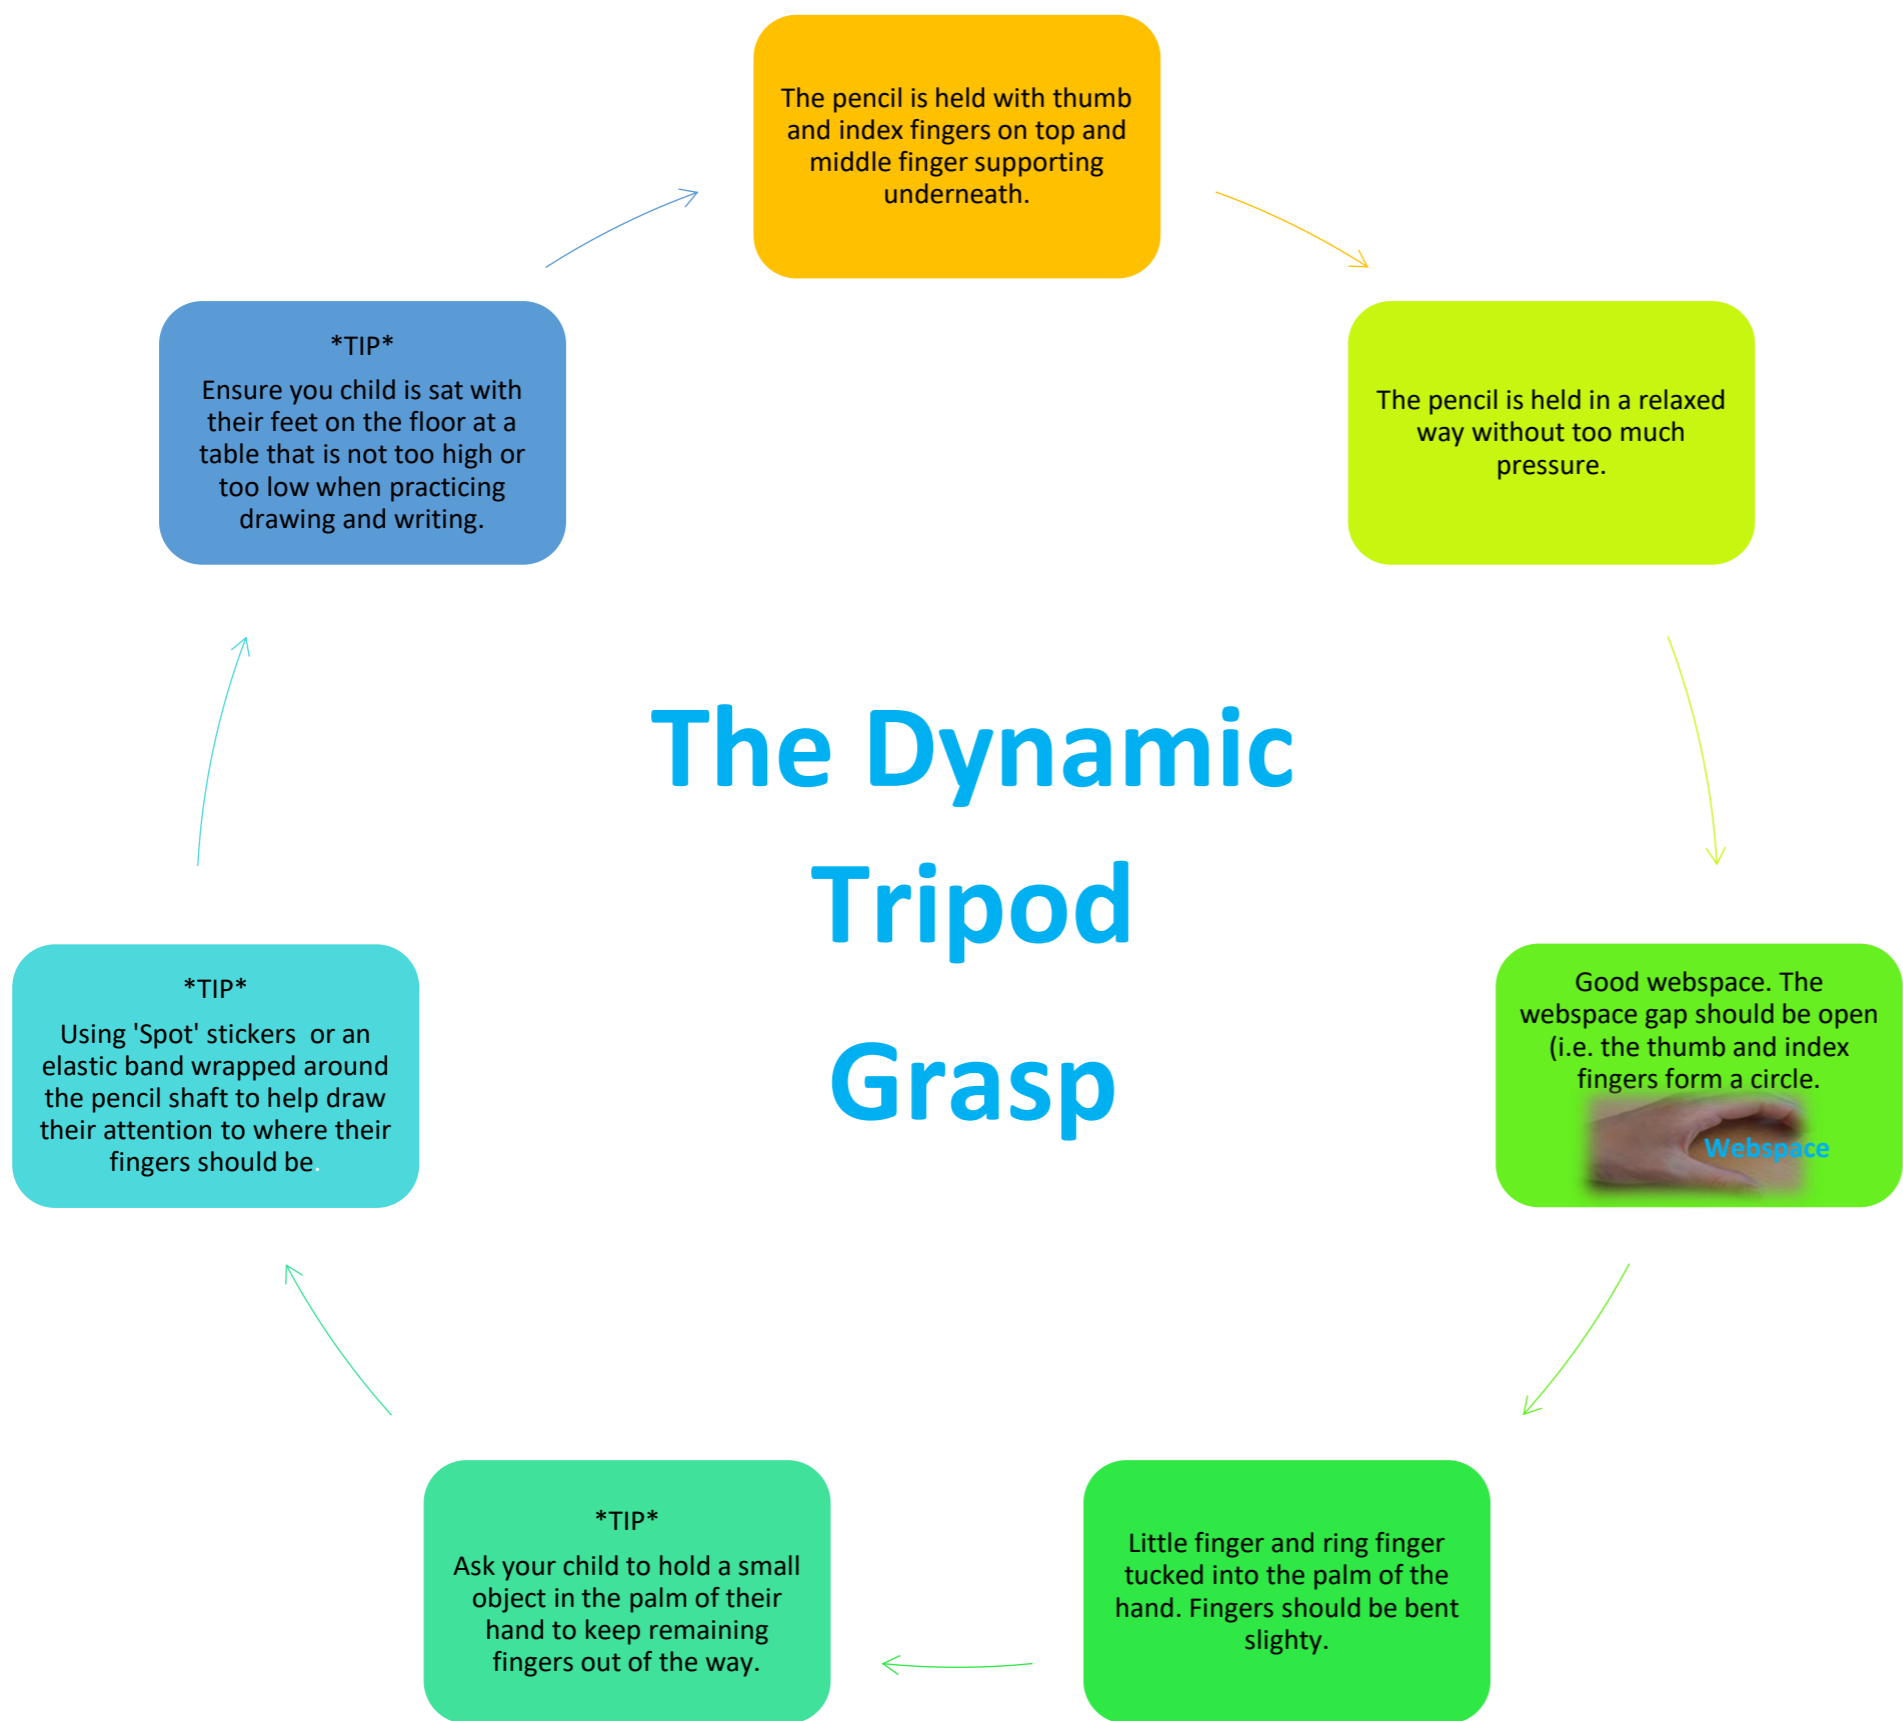 The pencil is held with thumb
and index fingers on top and
middle finger supporting
underneath.
The pencil is held in a relaxed
way without too much
pressure.
Good webspace. The
webspace gap should be open
(i.e. the thumb and index
fingers form a circle.
Webspace
Little finger and ring finger
tucked into the palm of the
hand. Fingers should be bent
slighty.
*TIP*
Ask your child to hold a small
object in the palm of their
hand to keep remaining
fingers out of the way.
*TIP*
Using 'Spot' stickers  or an
elastic band wrapped around
the pencil shaft to help draw
their attention to where their
fingers should be.
*TIP*
Ensure you child is sat with
their feet on the floor at a
table that is not too high or
too low when practicing
drawing and writing.
The Dynamic
Tripod
Grasp